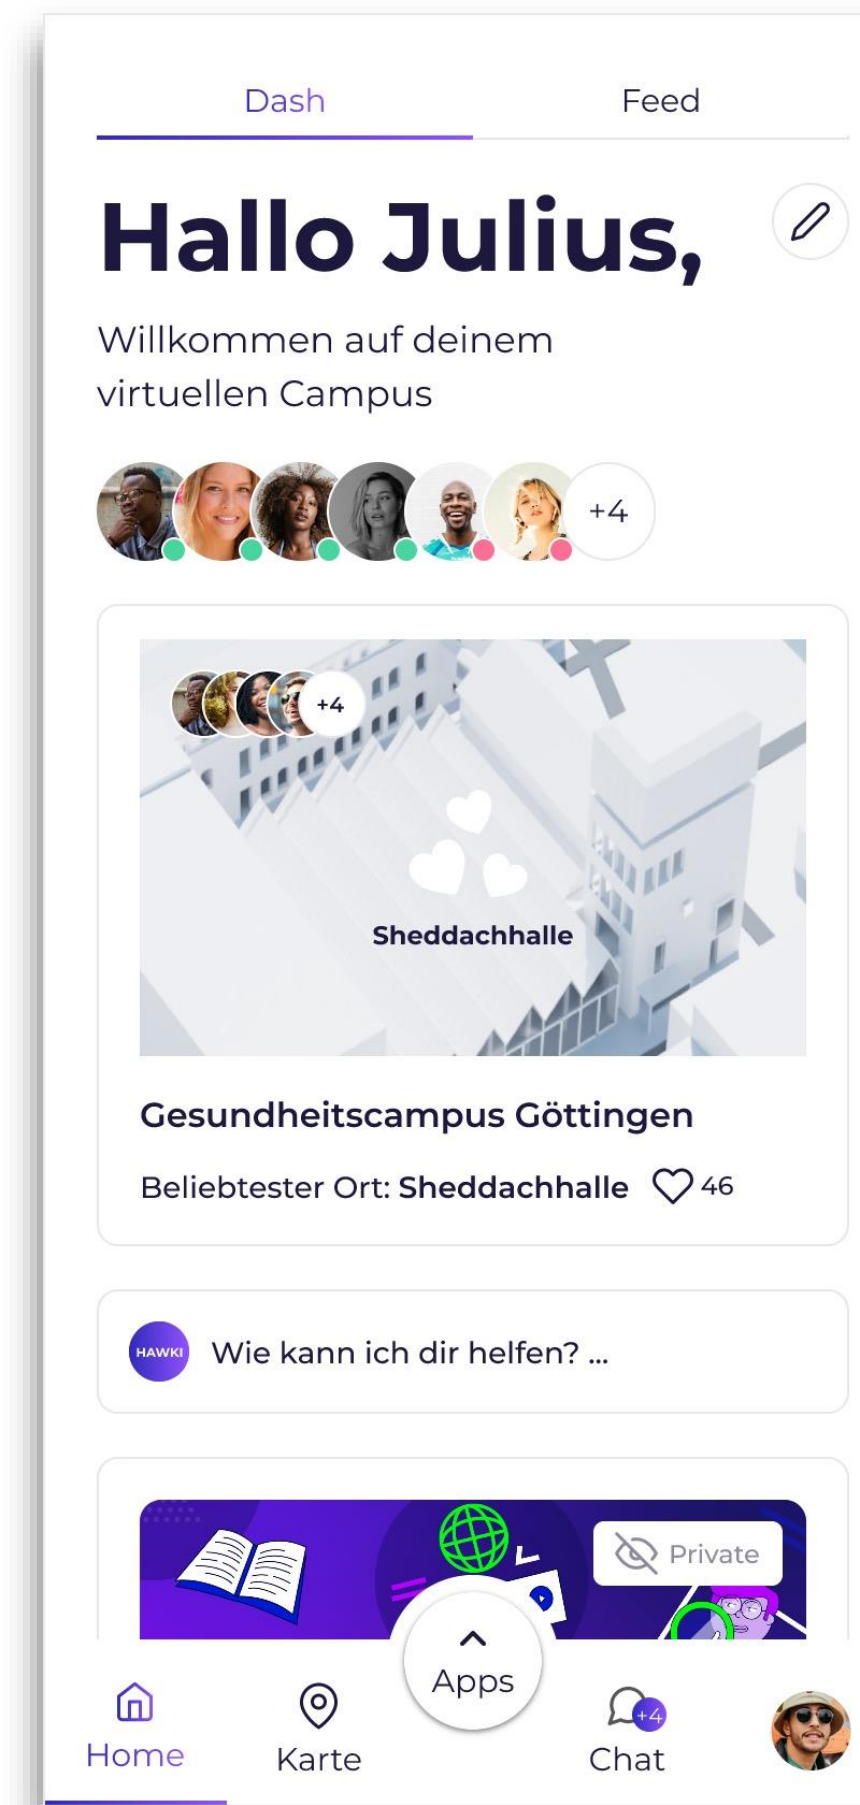 Dash Feed
Hallo Julius,
Willkommen auf deinem
virtuellen Campus
+4
+4
Sheddachhalle
Gesundheitscampus Göttingen
Beliebtester Ort: Sheddachhalle 46
HAWKI Wie kann ich dir helfen? ...
Private
Apps
+4
Home Karte Chat